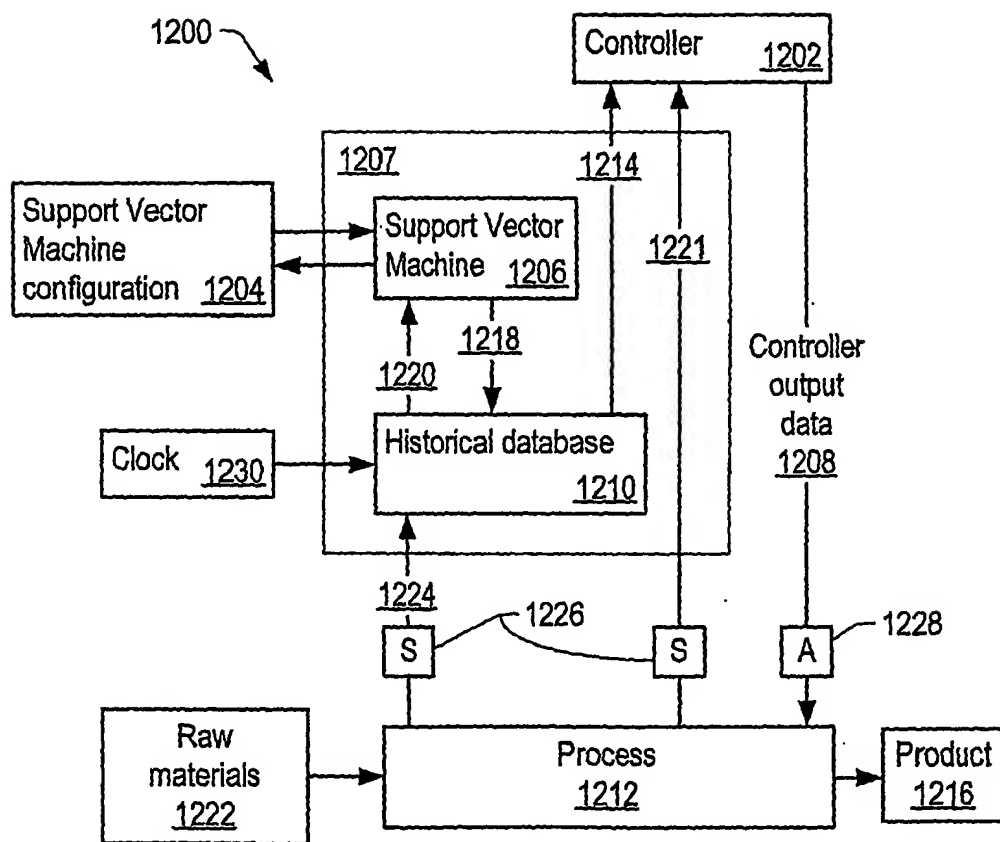 1200
Controller
1202
1207
1214
Support Vector
Machine
configuration
1204
Support Vector
Machine
1206
1221
1218
1220
Controller
output
data
1208
Clock
1230
Historical database
1210
1224
1226
1228
S
S
A
Raw
materials
1222
Process
1212
Product
1216